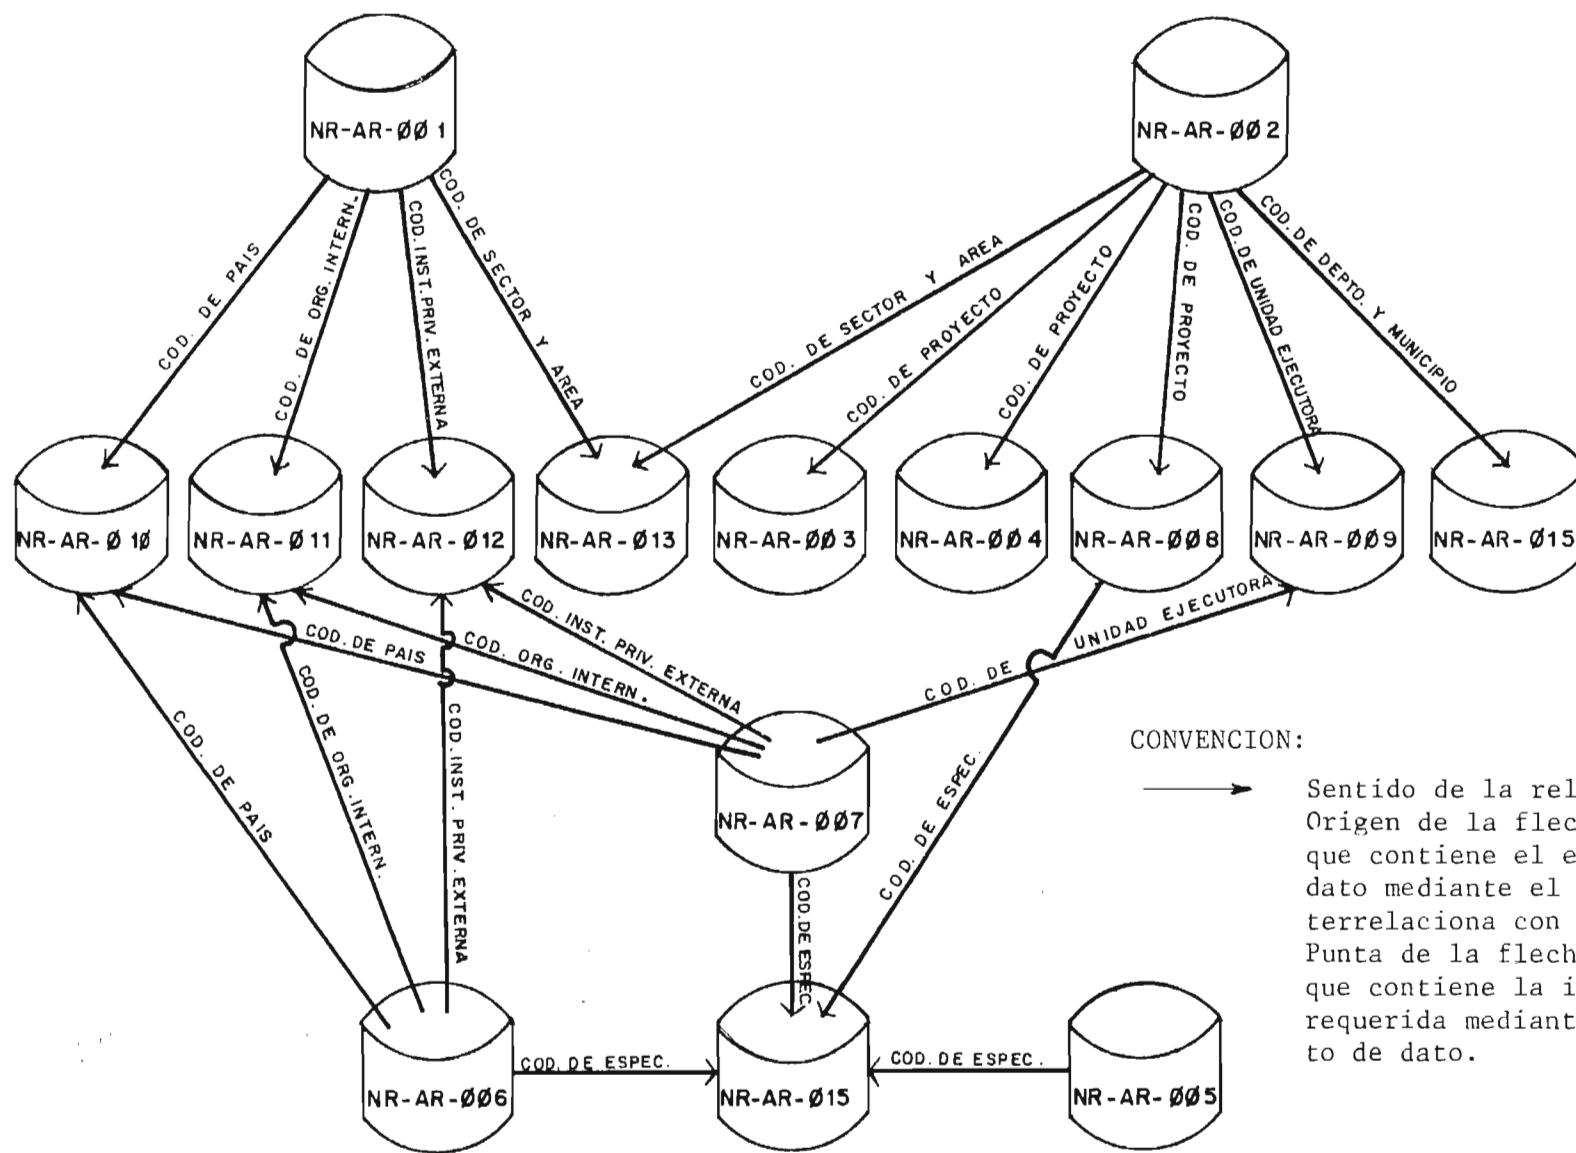 NR-AR-ØØ1
NR-AR-ØØ2
COD. DE PAIS
COD. DE ORG. INTERN.
COD. INST. PRIV. EXTERNA
COD. DE SECTOR Y AREA
COD. DE SECTOR Y AREA
COD. DE PROYECTO
COD. DE PROYECTO
COD. DE PROYECTO
COD. DE UNIDAD EJECUTORA
COD. DE DEPTO. Y MUNICIPIO
NR-AR-Ø1Ø
NR-AR-Ø11
NR-AR-Ø12
NR-AR-Ø13
NR-AR-ØØ3
NR-AR-ØØ4
NR-AR-ØØ8
NR-AR-ØØ9
NR-AR-Ø15
COD. DE PAIS
COD. ORG. INTERN.
COD. INST. PRIV. EXTERNA
COD. DE UNIDAD EJECUTORA
COD. DE PAIS
COD. DE ORG. INTERN.
COD. INST. PRIV. EXTERNA
NR-AR-ØØ7
COD. DE ESPEC.
COD. DE ESPEC.
CONVENCION:
Sentido de la rel
Origen de la flec
que contiene el e
dato mediante el
terrelaciona con
Punta de la flech
que contiene la i
requerida mediant
to de dato.
NR-AR-ØØ6
COD. DE ESPEC.
NR-AR-Ø15
COD. DE ESPEC.
NR-AR-ØØ5